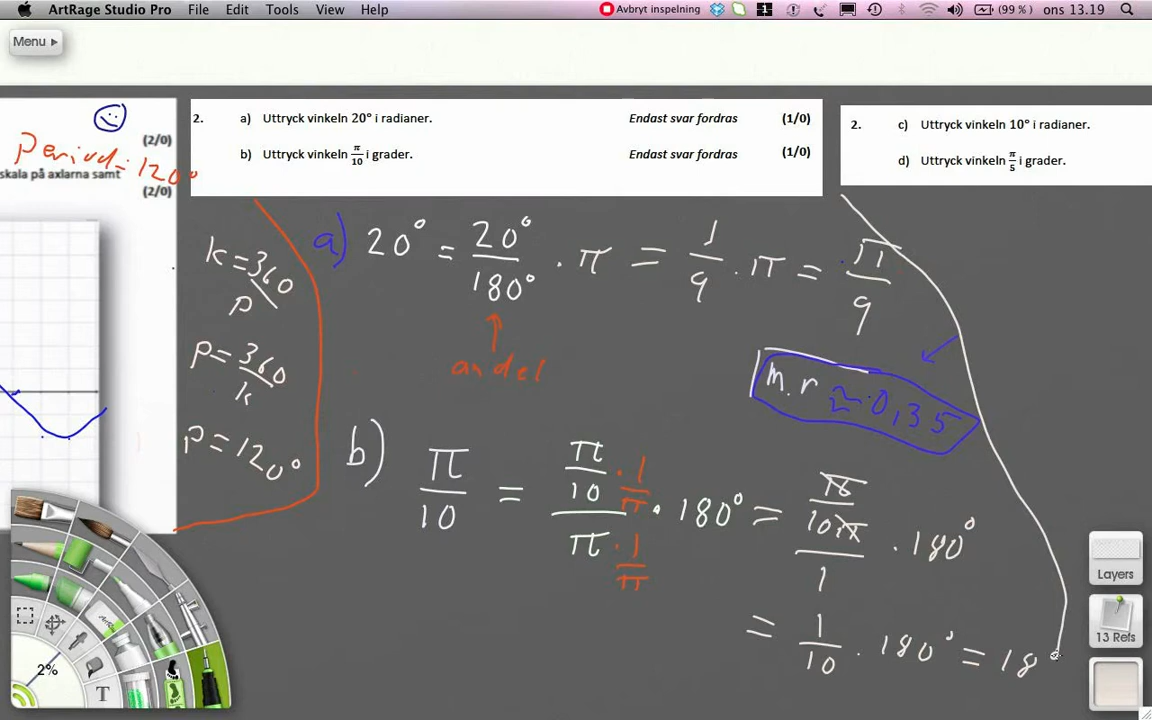 ArtRage Studio Pro File Edit Tools View Help Avbryt inspelning 1 (99 %) ons 13.19
Menu
2. a) Uttryck vinkeln 20° i radianer. Endast svar fordras (1/0)
b) Uttryck vinkeln π/10 i grader. Endast svar fordras (1/0)
2. c) Uttryck vinkeln 10° i radianer.
d) Uttryck vinkeln π/5 i grader.
(2/0)
Period = 120°
skala på axlarna samt
(2/0)
k = 360/p
p = 360/k
p = 120°
a) 20° = 20°/180° · π = 1/9 · π = π/9
andel
m.r ≈ 0,35
b) π/10 = (π/10 · 1/π)/(π · 1/π) · 180° = (π/10π)/1 · 180°
= 1/10 · 180° = 18°
2%
T
Layers
13 Refs